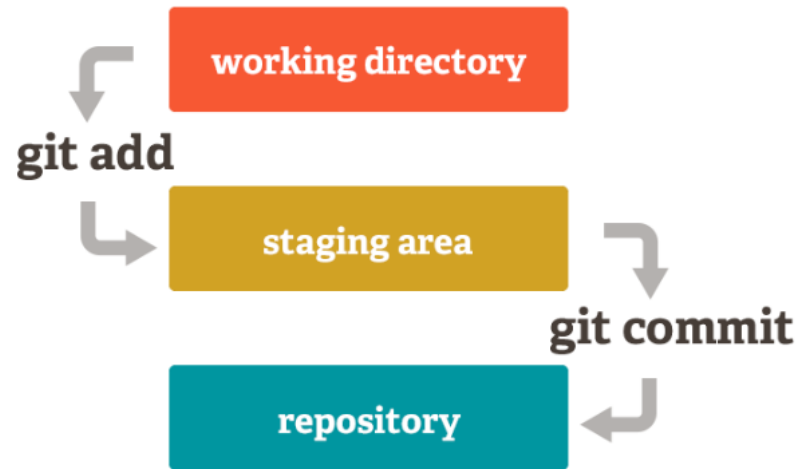 working directory
git add
staging area
git commit
repository